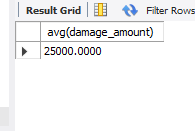 Result Grid Filter Rows
avg(damage_amount)
25000.0000